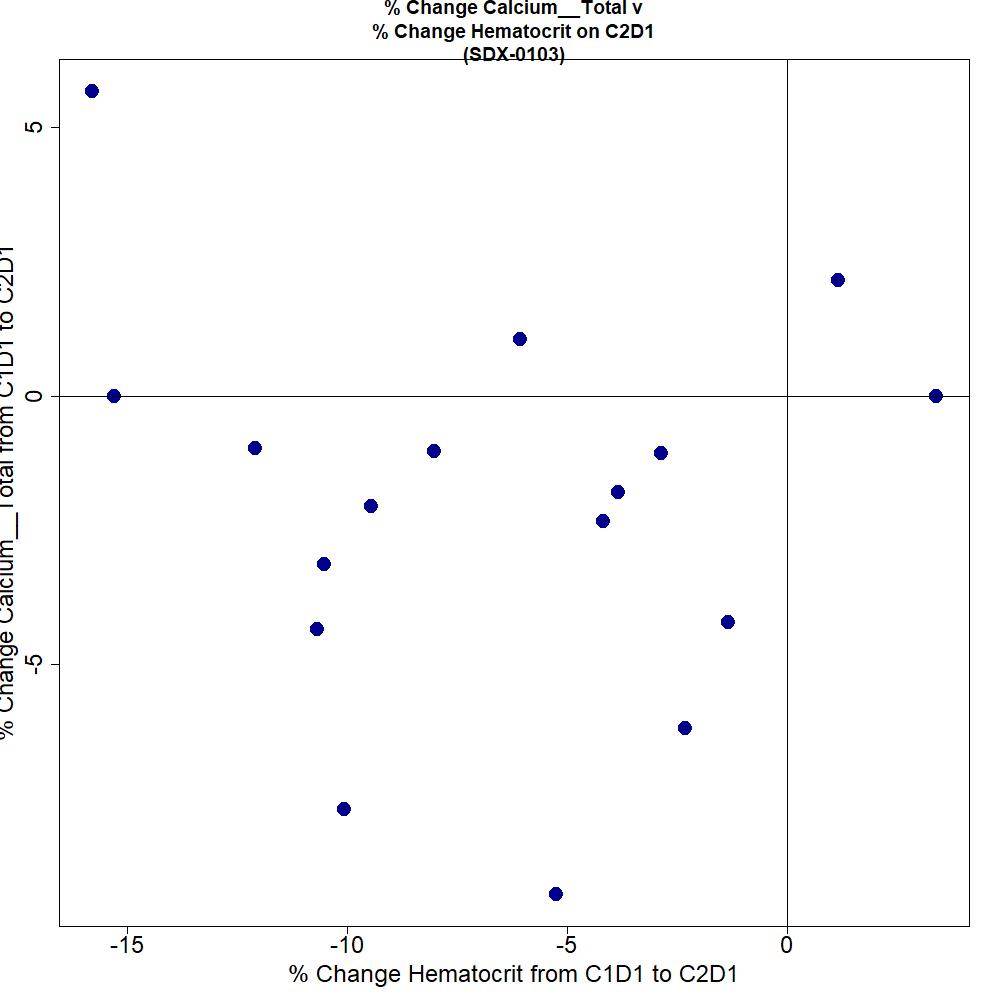 % Change Calcium__Total v
% Change Hematocrit on C2D1
(SDX-0103)
5
0
-5
% Change Calcium__Total from C1D1 to C2D1
-15
-10
-5
0
% Change Hematocrit from C1D1 to C2D1